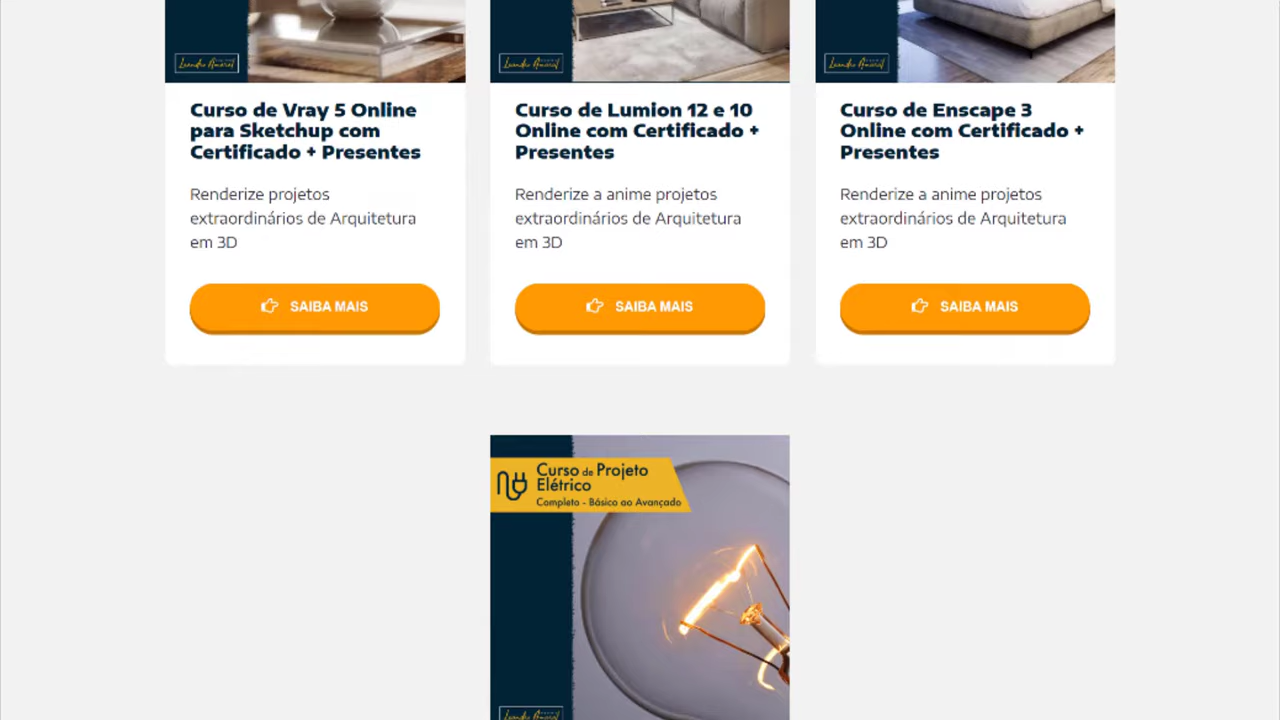 Curso de Vray 5 Online
para Sketchup com
Certificado + Presentes
Renderize projetos
extraordinários de Arquitetura
em 3D
SAIBA MAIS
Curso de Lumion 12 e 10
Online com Certificado +
Presentes
Renderize a anime projetos
extraordinários de Arquitetura
em 3D
SAIBA MAIS
Curso de Enscape 3
Online com Certificado +
Presentes
Renderize a anime projetos
extraordinários de Arquitetura
em 3D
SAIBA MAIS
Curso de Projeto
Elétrico
Completo - Básico ao Avançado